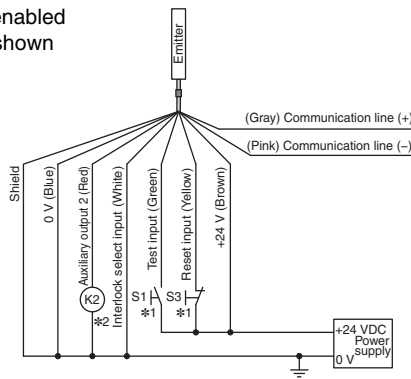 enabled
shown
Emitter
(Gray) Communication line (+)
(Pink) Communication line (−)
Shield
0 V (Blue)
Auxiliary output 2 (Red)
Interlock select input (White)
Test input (Green)
Reset input (Yellow)
+24 V (Brown)
K2
*2
S1
*1
S3
*1
+24 VDC
Power
supply
0 V